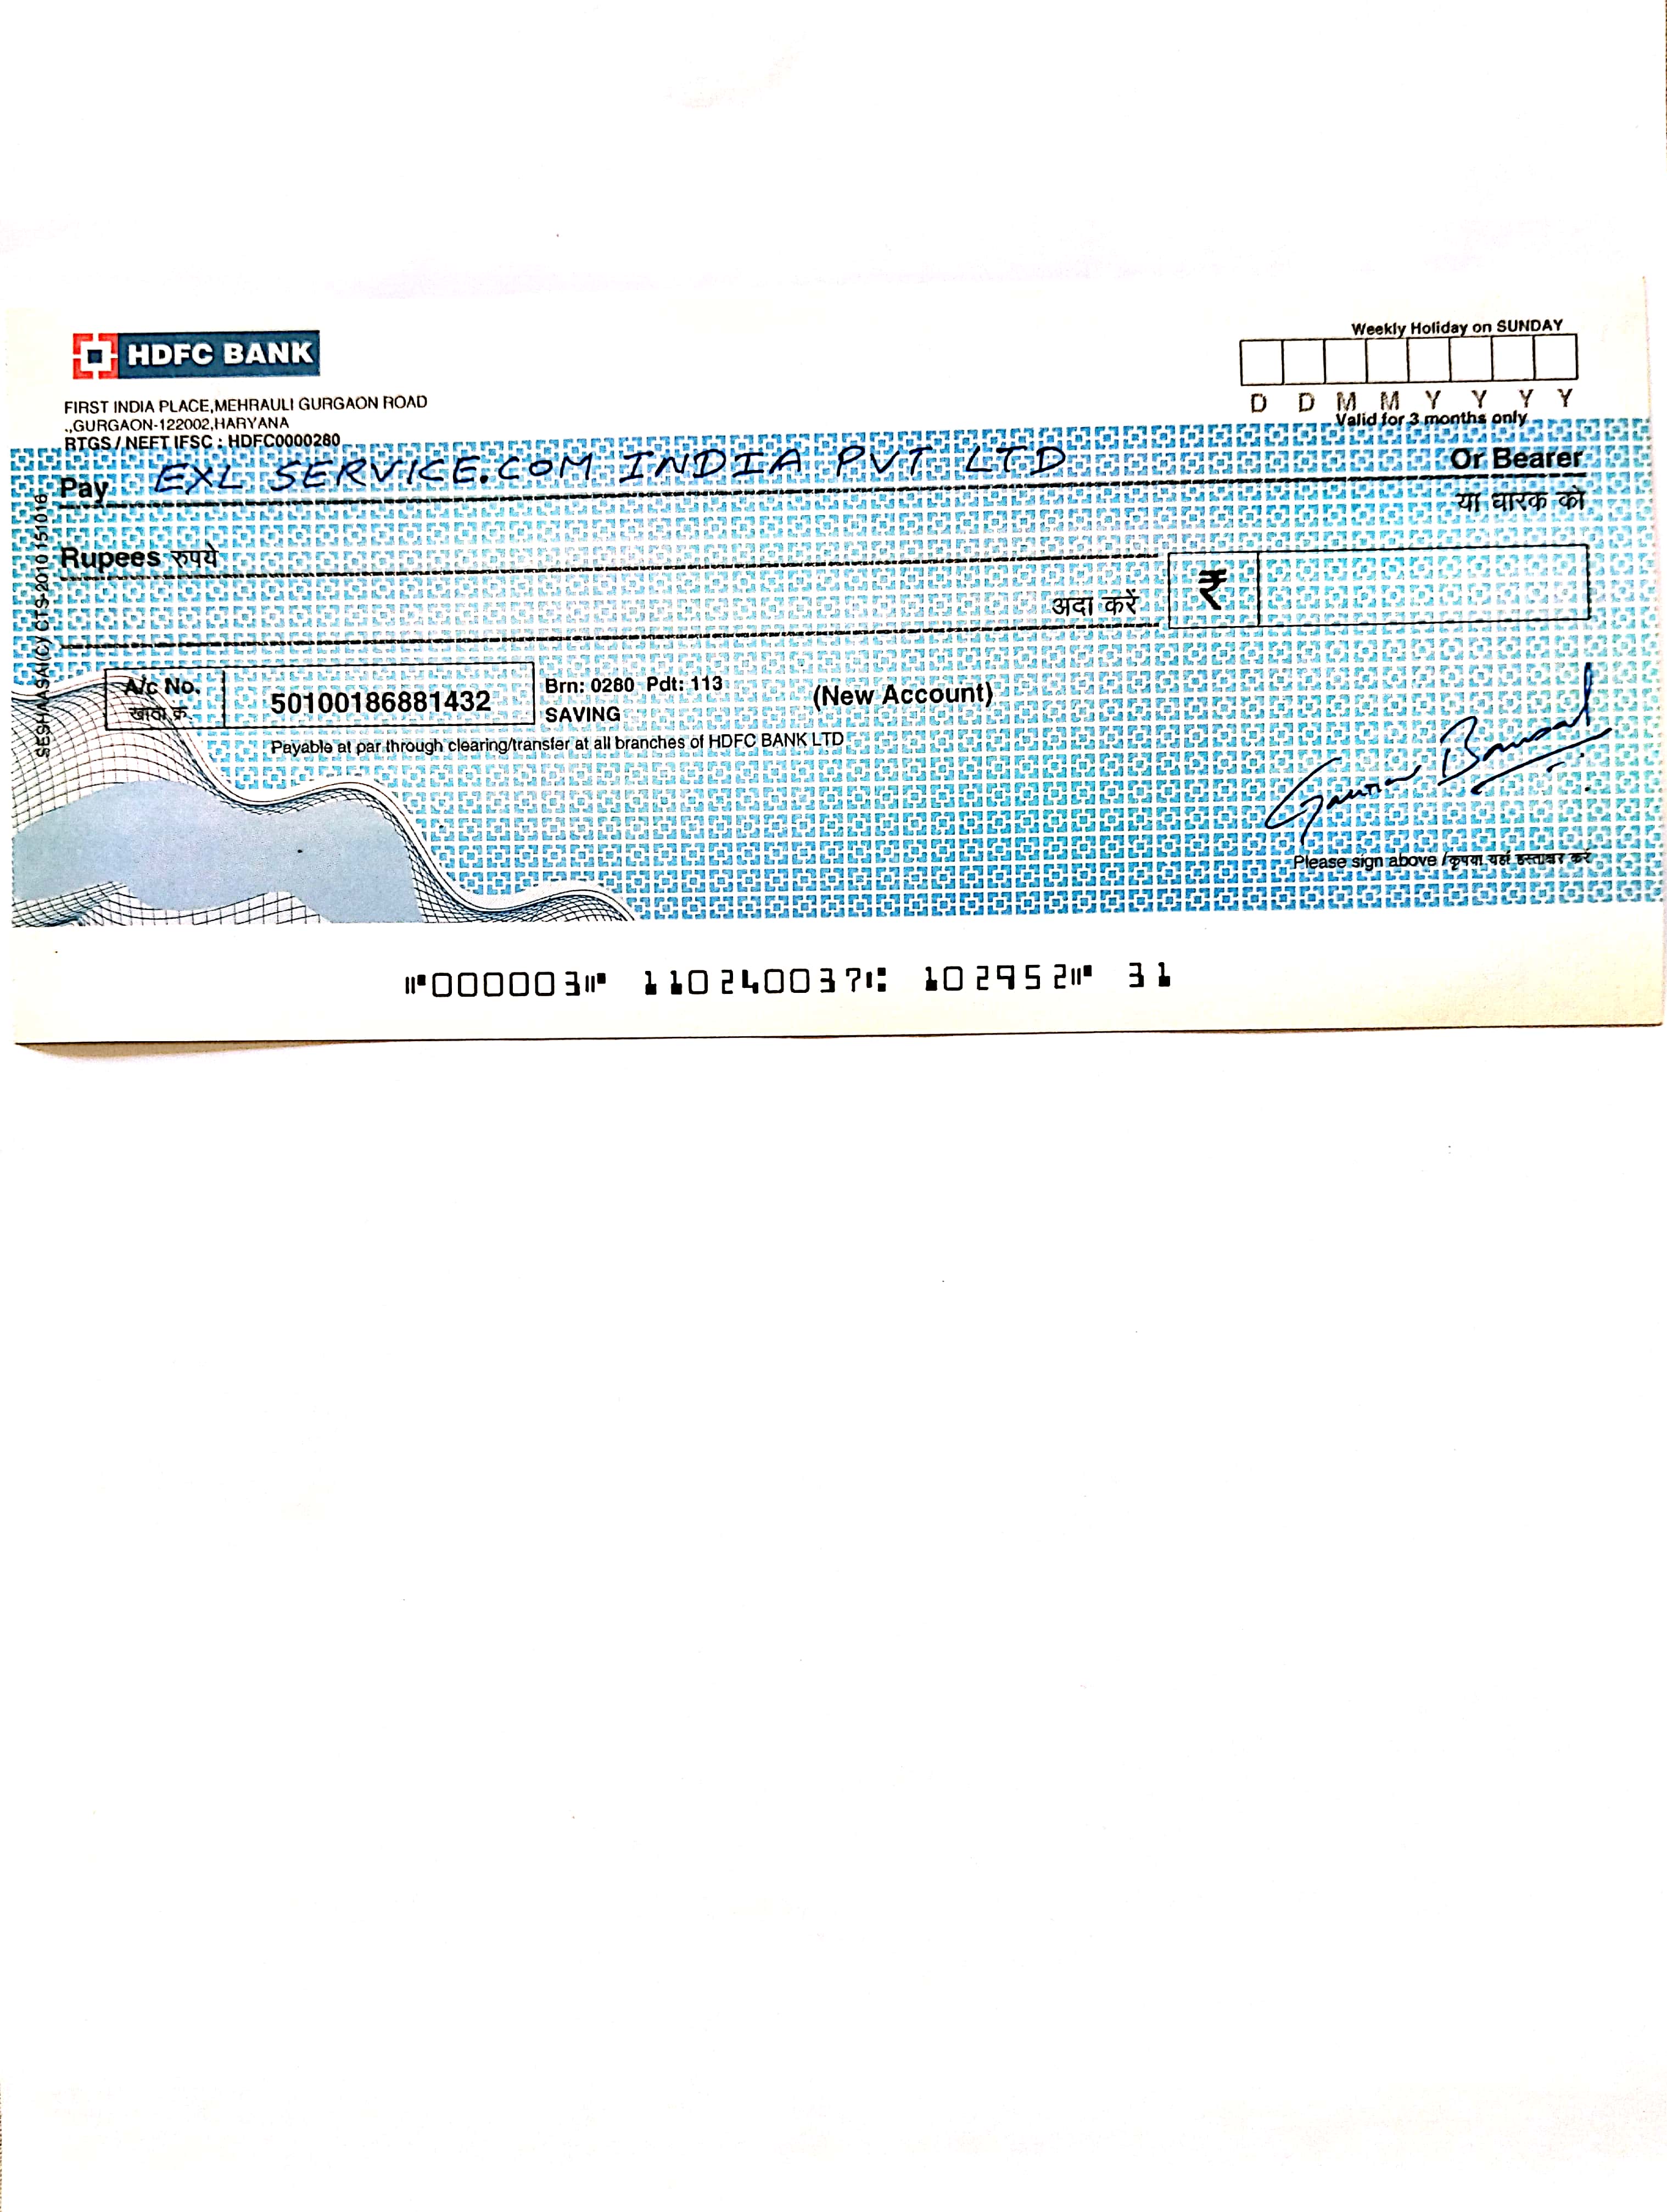 HDFC BANK
FIRST INDIA PLACE,MEHRAULI GURGAON ROAD
.,GURGAON-122002,HARYANA
RTGS / NEFT IFSC : HDFC0000280
Weekly Holiday on SUNDAY
D D M M Y Y Y Y
Valid for 3 months only
Pay EXL SERVICE.COM INDIA PVT LTD Or Bearer
या धारक को
Rupees रुपये
अदा करें ₹
A/c No. 50100186881432
खाता क्र.
Brn: 0280 Pdt: 113
SAVING
(New Account)
Payable at par through clearing/transfer at all branches of HDFC BANK LTD
SESHAASAI(C) CTS-2010 151016
Gaurav Bansal
Please sign above / कृपया यहाँ हस्ताक्षर करें
⑈000003⑈ 110240037⑆ 102952⑈ 31